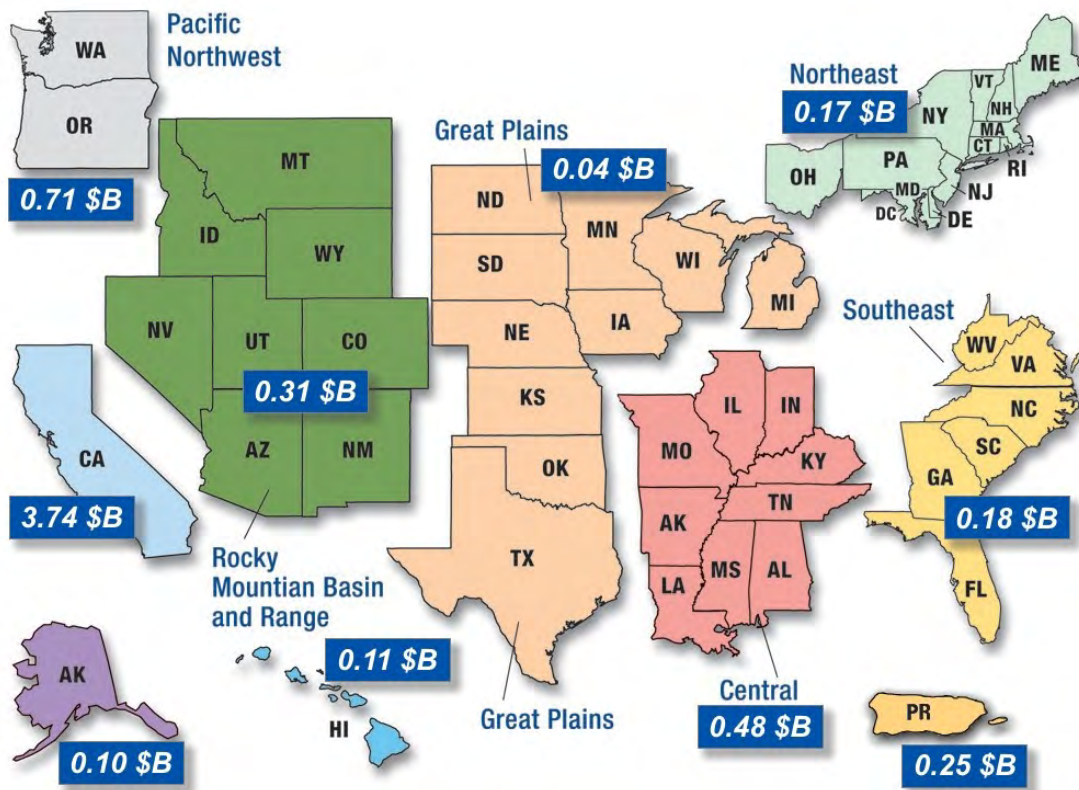 WA
Pacific
Northwest
OR
0.71 $B
MT
ID
WY
NV
UT
CO
0.31 $B
AZ
NM
Rocky
Mountian Basin
and Range
CA
3.74 $B
AK
0.10 $B
0.11 $B
HI
Great Plains
0.04 $B
ND
MN
SD
WI
MI
NE
IA
KS
OK
TX
Great Plains
IL
IN
MO
KY
TN
AK
MS
AL
LA
Central
0.48 $B
Northeast
0.17 $B
ME
VT
NH
NY
MA
CT
RI
PA
OH
NJ
MD
DC
DE
Southeast
WV
VA
NC
SC
GA
0.18 $B
FL
PR
0.25 $B